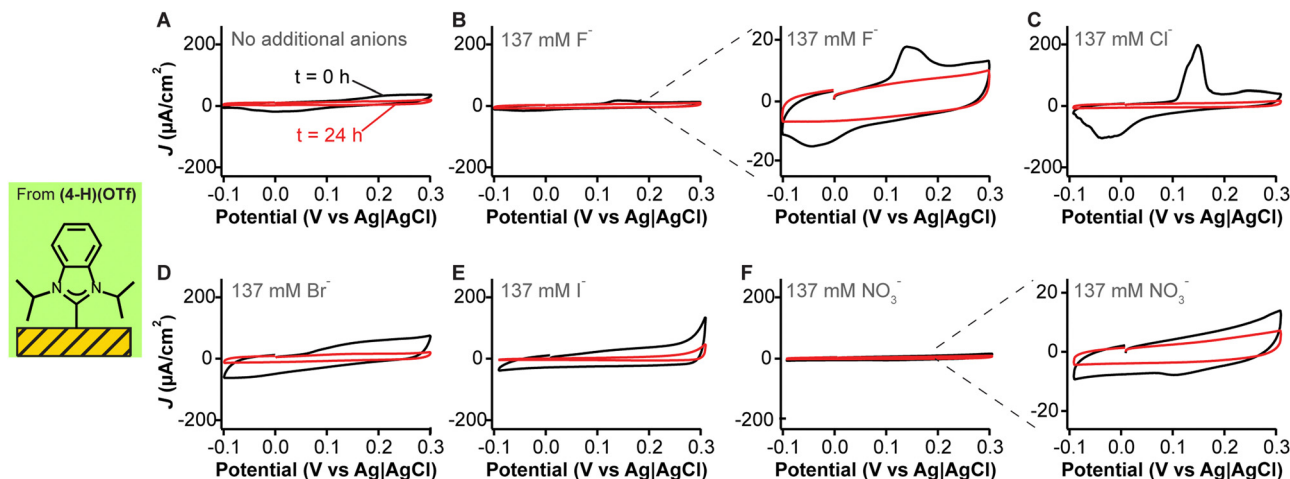 From (4-H)(OTf)
N
N
A
No additional anions
t = 0 h
t = 24 h
200
0
-200
J (µA/cm²)
-0.1 0.0 0.1 0.2 0.3
Potential (V vs Ag|AgCl)
B
137 mM F⁻
200
0
-200
-0.1 0.0 0.1 0.2 0.3
Potential (V vs Ag|AgCl)
137 mM F⁻
20
0
-20
-0.1 0.0 0.1 0.2 0.3
Potential (V vs Ag|AgCl)
C
137 mM Cl⁻
200
0
-200
-0.1 0.0 0.1 0.2 0.3
Potential (V vs Ag|AgCl)
D
137 mM Br⁻
200
0
-200
J (µA/cm²)
-0.1 0.0 0.1 0.2 0.3
Potential (V vs Ag|AgCl)
E
137 mM I⁻
200
0
-200
-0.1 0.0 0.1 0.2 0.3
Potential (V vs Ag|AgCl)
F
137 mM NO₃⁻
200
0
-200
-0.1 0.0 0.1 0.2 0.3
Potential (V vs Ag|AgCl)
137 mM NO₃⁻
20
0
-20
-0.1 0.0 0.1 0.2 0.3
Potential (V vs Ag|AgCl)